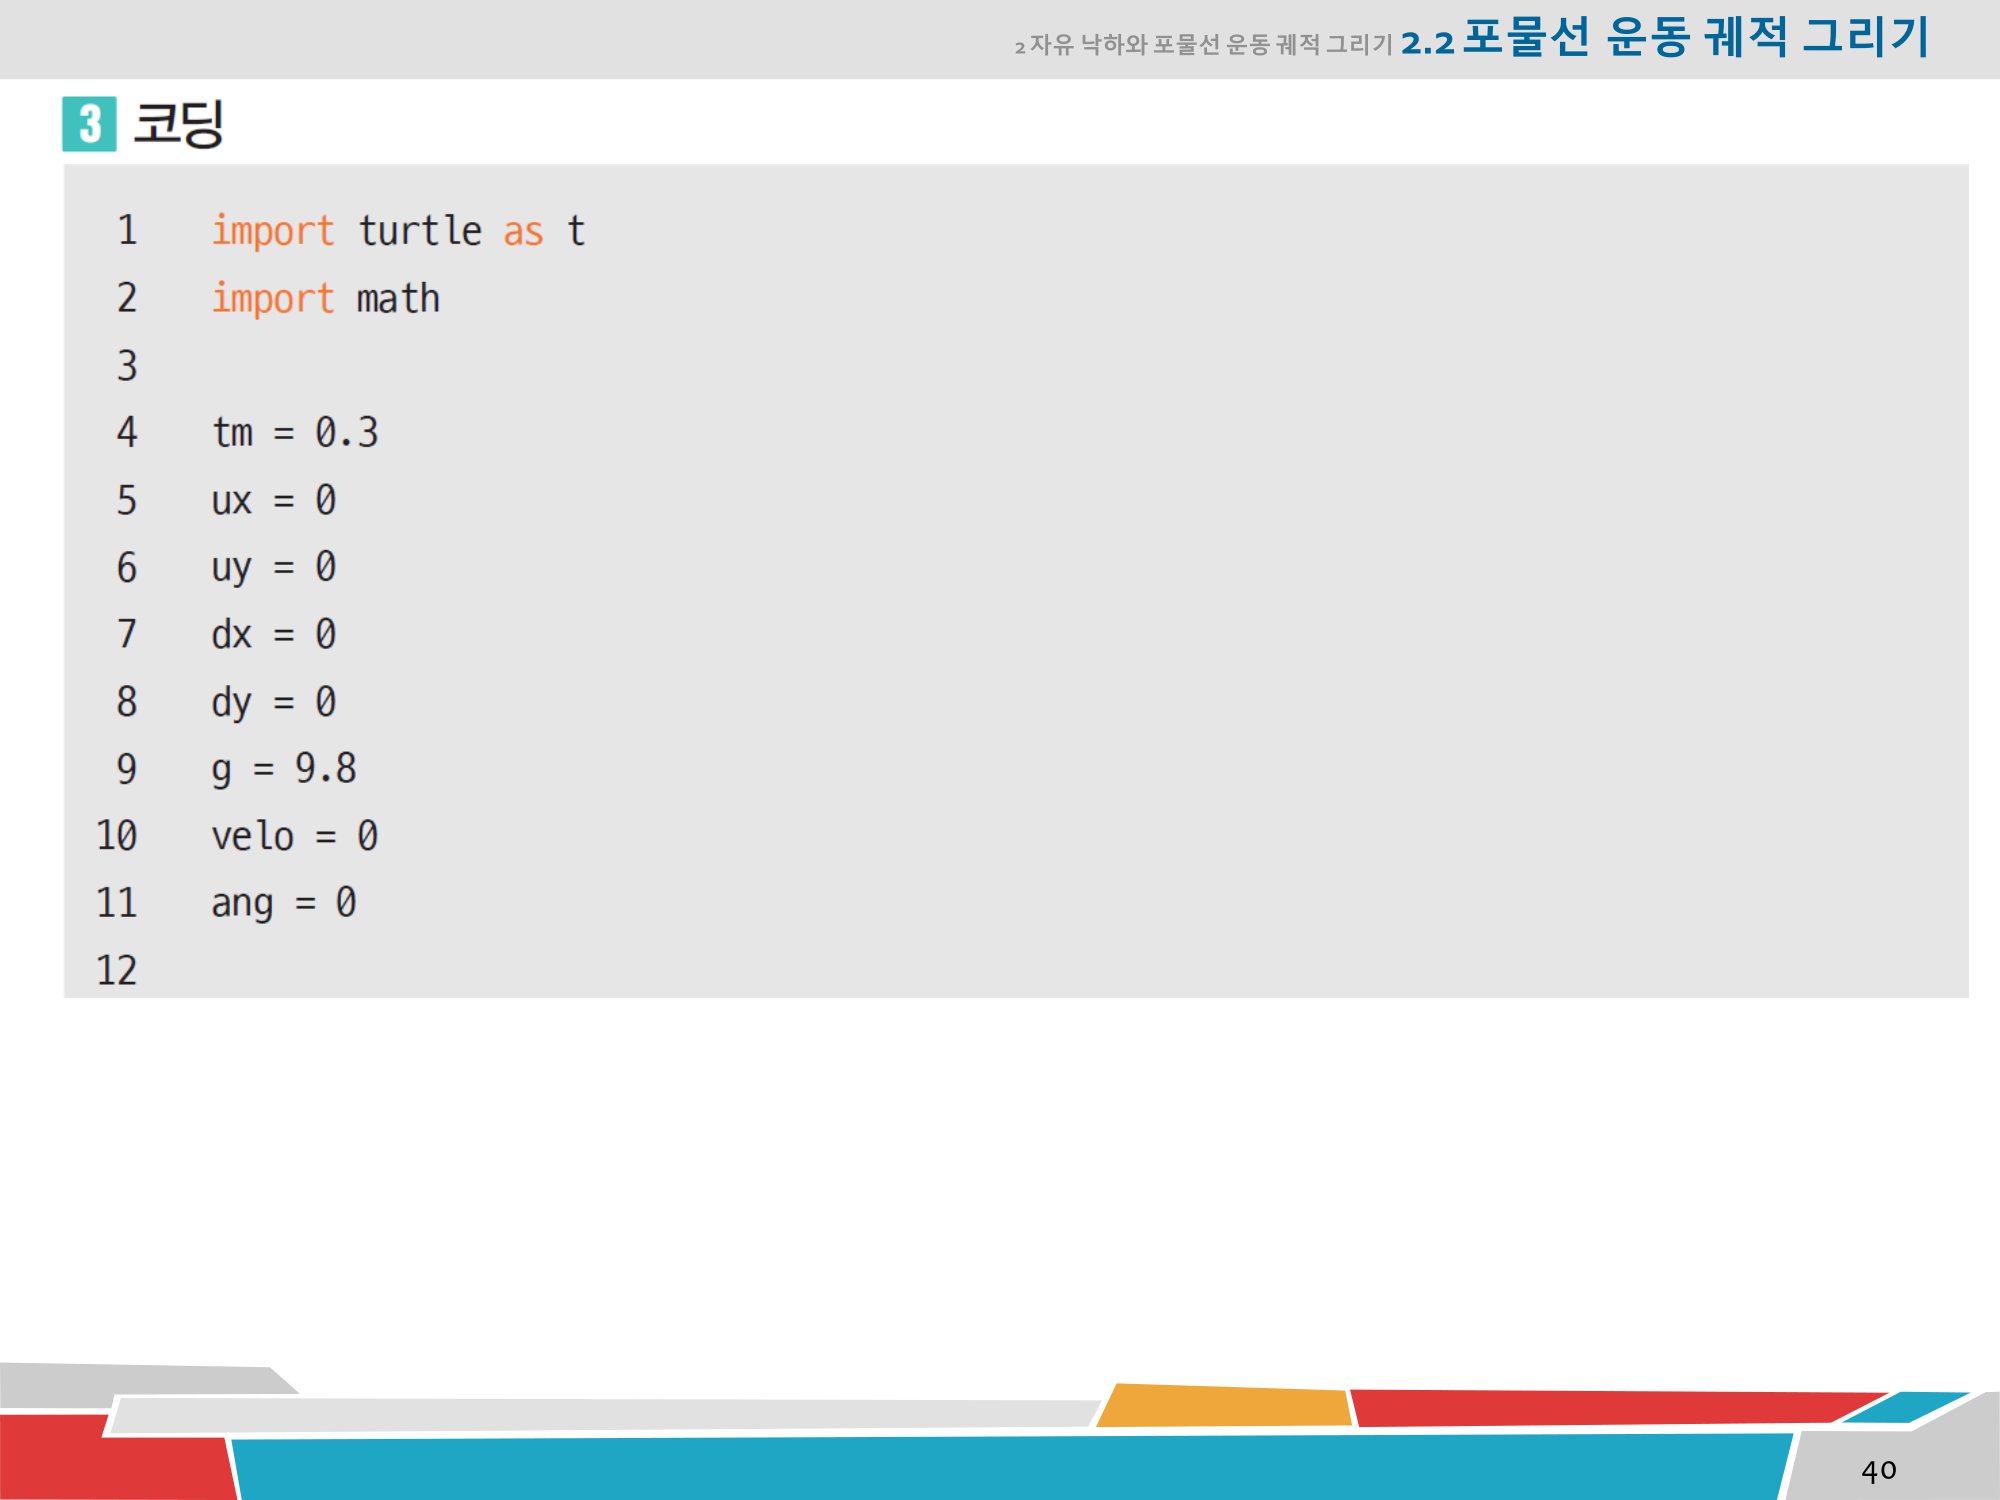 2 자유 낙하와 포물선 운동 궤적 그리기 2.2 포물선 운동 궤적 그리기
3 코딩
1 import turtle as t
2 import math
3
4 tm = 0.3
5 ux = 0
6 uy = 0
7 dx = 0
8 dy = 0
9 g = 9.8
10 velo = 0
11 ang = 0
12
40